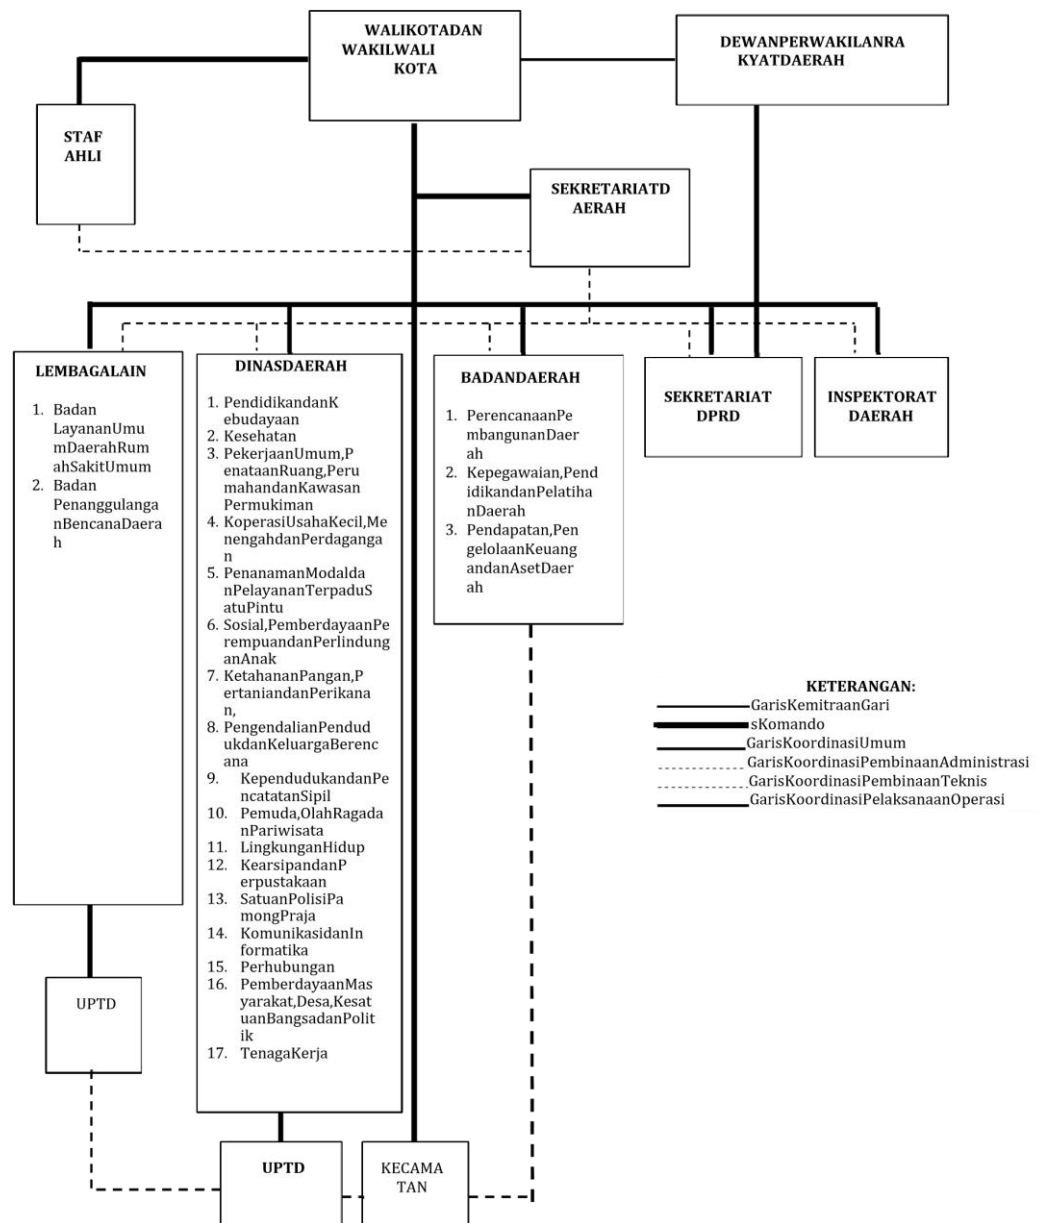 WALIKOTADAN
WAKILWALI
KOTA
DEWANPERWAKILANRA
KYATDAERAH
STAF
AHLI
SEKRETARIATD
AERAH
LEMBAGALAIN
1. Badan
LayananUmu
mDaerahRum
ahSakitUmum
2. Badan
Penanggulanga
nBencanaDaera
h
DINASDAERAH
1. PendidikandanK
ebudayaan
2. Kesehatan
3. PekerjaanUmum,P
enataanRuang,Peru
mahandanKawasan
Permukiman
4. KoperasiUsahaKecil,Me
nengahdanPerdaganga
n
5. PenanamanModalda
nPelayananTerpaduS
atuPintu
6. Sosial,PemberdayaanPe
rempuandanPerlindung
anAnak
7. KetahananPangan,P
ertaniandanPerikana
n,
8. PengendalianPendud
ukdanKeluargaBerenc
ana
9. KependudukandanPe
ncatatanSipil
10. Pemuda,OlahRagada
nPariwisata
11. LingkunganHidup
12. KearsipandanP
erpustakaan
13. SatuanPolisiPa
mongPraja
14. KomunikasidanIn
formatika
15. Perhubungan
16. PemberdayaanMas
yarakat,Desa,Kesat
uanBangsadanPolit
ik
17. TenagaKerja
BADANDAERAH
1. PerencanaanPe
mbangunanDaer
ah
2. Kepegawaian,Pend
idikandanPelatiha
nDaerah
3. Pendapatan,Pen
gelolaanKeuang
andanAsetDaer
ah
SEKRETARIAT
DPRD
INSPEKTORAT
DAERAH
KETERANGAN:
GarisKemitraanGari
sKomando
GarisKoordinasiUmum
GarisKoordinasiPembinaanAdministrasi
GarisKoordinasiPembinaanTeknis
GarisKoordinasiPelaksanaanOperasi
UPTD
UPTD
KECAMA
TAN